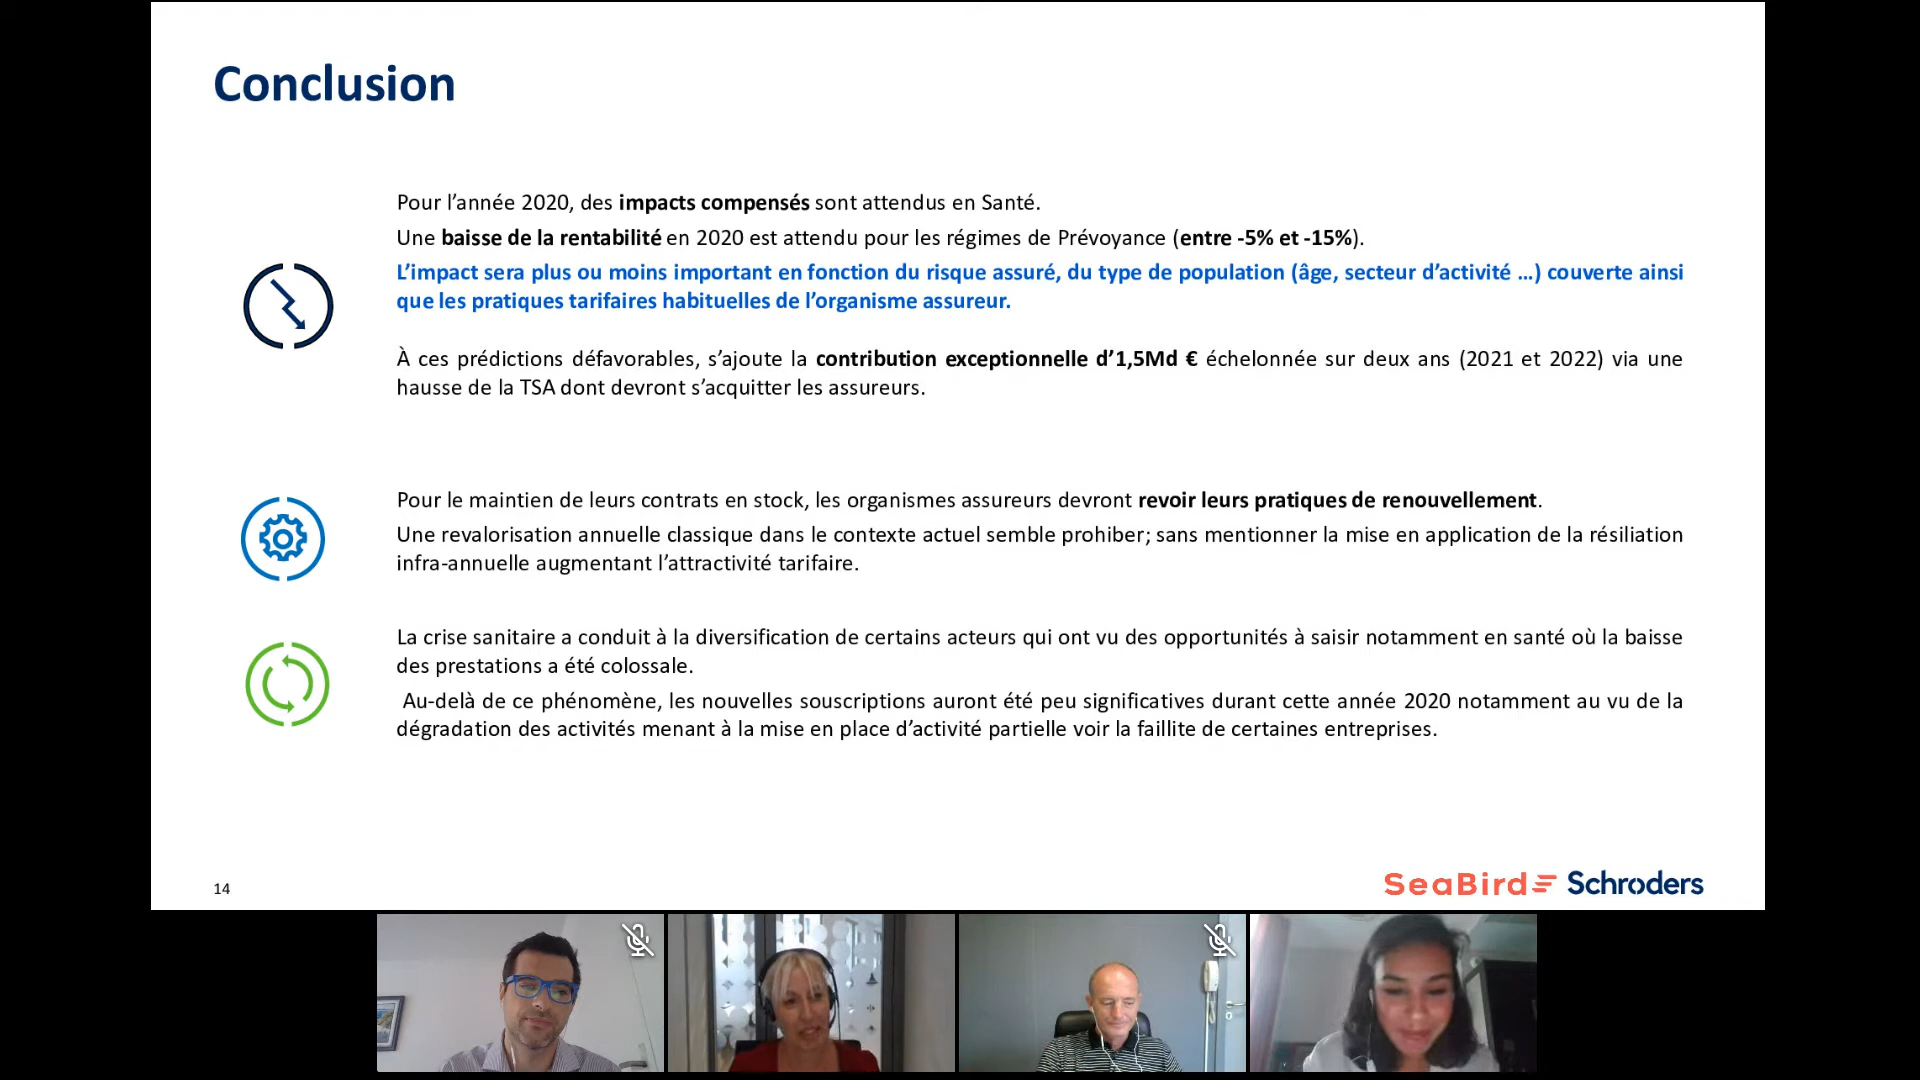 Conclusion
Pour l’année 2020, des impacts compensés sont attendus en Santé.
Une baisse de la rentabilité en 2020 est attendu pour les régimes de Prévoyance (entre -5% et -15%).
L’impact sera plus ou moins important en fonction du risque assuré, du type de population (âge, secteur d’activité …) couverte ainsi
que les pratiques tarifaires habituelles de l’organisme assureur.
À ces prédictions défavorables, s’ajoute la contribution exceptionnelle d’1,5Md € échelonnée sur deux ans (2021 et 2022) via une
hausse de la TSA dont devront s’acquitter les assureurs.
Pour le maintien de leurs contrats en stock, les organismes assureurs devront revoir leurs pratiques de renouvellement.
Une revalorisation annuelle classique dans le contexte actuel semble prohiber; sans mentionner la mise en application de la résiliation
infra-annuelle augmentant l’attractivité tarifaire.
La crise sanitaire a conduit à la diversification de certains acteurs qui ont vu des opportunités à saisir notamment en santé où la baisse
des prestations a été colossale.
Au-delà de ce phénomène, les nouvelles souscriptions auront été peu significatives durant cette année 2020 notamment au vu de la
dégradation des activités menant à la mise en place d’activité partielle voir la faillite de certaines entreprises.
14
SeaBird Schroders